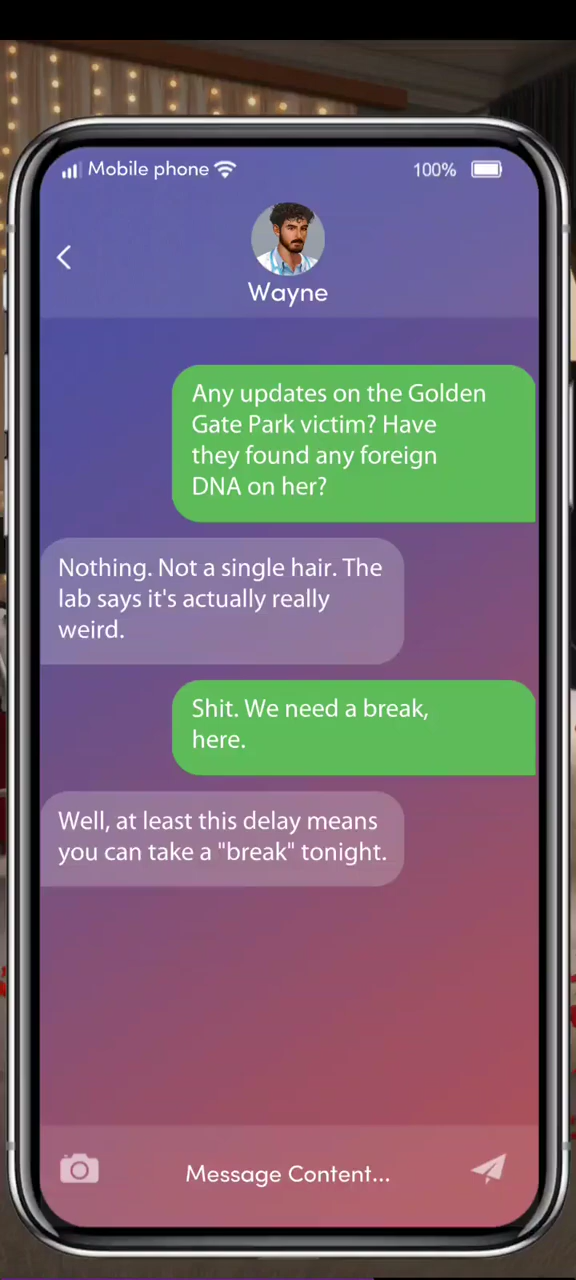 Mobile phone
100%
Wayne
Any updates on the Golden
Gate Park victim? Have
they found any foreign
DNA on her?
Nothing. Not a single hair. The
lab says it's actually really
weird.
Shit. We need a break,
here.
Well, at least this delay means
you can take a "break" tonight.
Message Content...